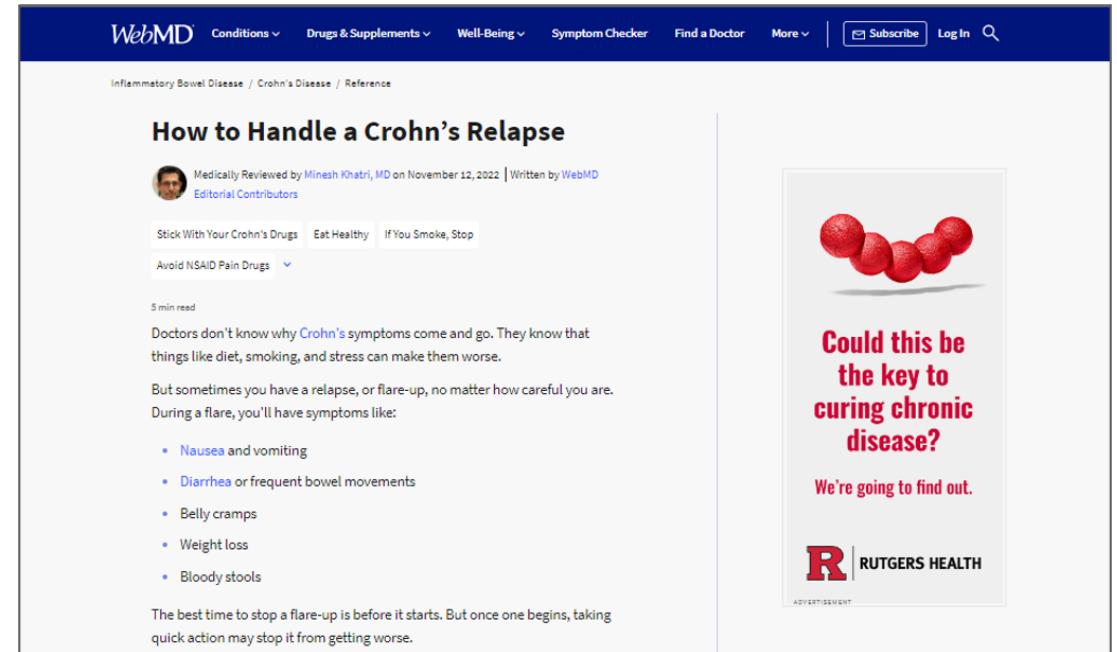 WebMD Conditions Drugs & Supplements Well-Being Symptom Checker Find a Doctor More Subscribe Log In
Inflammatory Bowel Disease / Crohn's Disease / Reference
How to Handle a Crohn's Relapse
Medically Reviewed by Minesh Khatri, MD on November 12, 2022 | Written by WebMD
Editorial Contributors
Stick With Your Crohn's Drugs Eat Healthy If You Smoke, Stop
Avoid NSAID Pain Drugs
5 min read
Doctors don't know why Crohn's symptoms come and go. They know that
things like diet, smoking, and stress can make them worse.
But sometimes you have a relapse, or flare-up, no matter how careful you are.
During a flare, you'll have symptoms like:
• Nausea and vomiting
• Diarrhea or frequent bowel movements
• Belly cramps
• Weight loss
• Bloody stools
The best time to stop a flare-up is before it starts. But once one begins, taking
quick action may stop it from getting worse.
Could this be
the key to
curing chronic
disease?
We're going to find out.
R RUTGERS HEALTH
ADVERTISEMENT